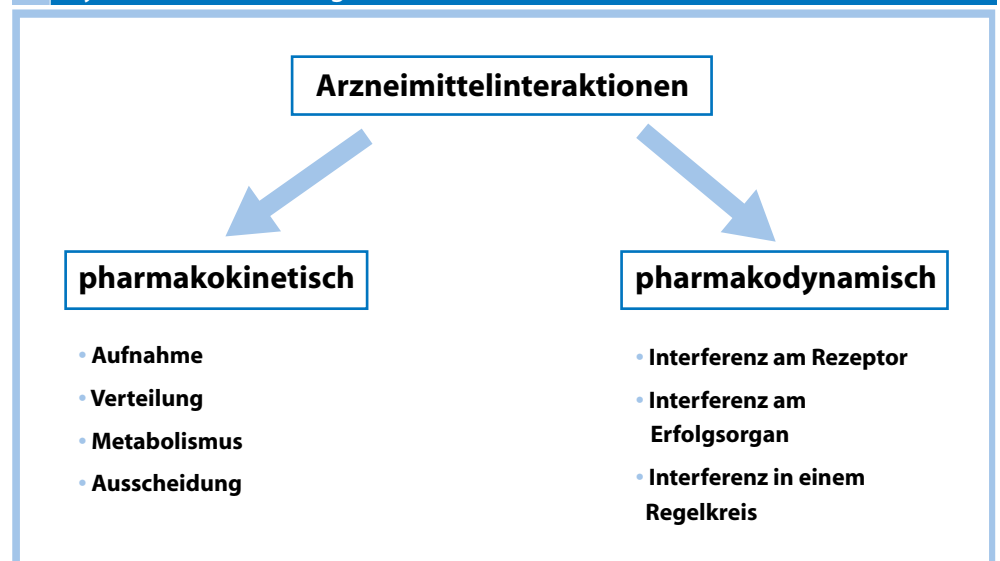 Arzneimittelinteraktionen
pharmakokinetisch
• Aufnahme
• Verteilung
• Metabolismus
• Ausscheidung
pharmakodynamisch
• Interferenz am Rezeptor
• Interferenz am
Erfolgsorgan
• Interferenz in einem
Regelkreis